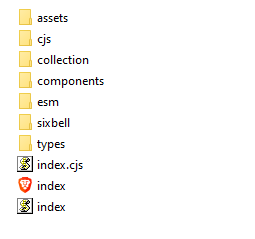 assets
cjs
collection
components
esm
sixbell
types
index.cjs
index
index